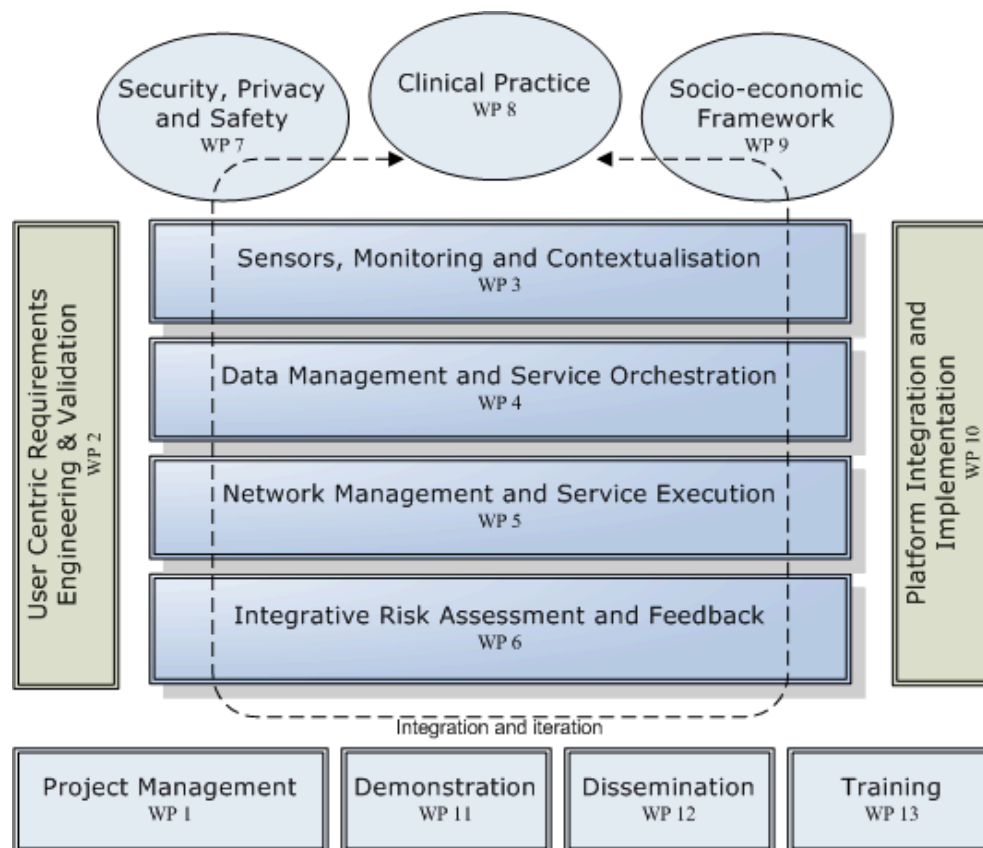 Security, Privacy
and Safety
WP 7
Clinical Practice
WP 8
Socio-economic
Framework
WP 9
User Centric Requirements
Engineering & Validation
WP 2
Sensors, Monitoring and Contextualisation
WP 3
Data Management and Service Orchestration
WP 4
Network Management and Service Execution
WP 5
Integrative Risk Assessment and Feedback
WP 6
Platform Integration and
Implementation
WP 10
Integration and iteration
Project Management
WP 1
Demonstration
WP 11
Dissemination
WP 12
Training
WP 13